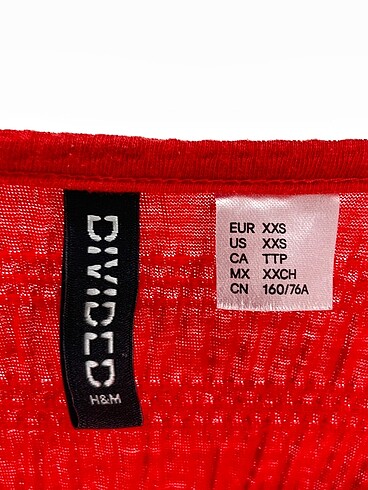 DIVIDED
H&M
EUR XXS
US XXS
CA TTP
MX XXCH
CN 160/76A